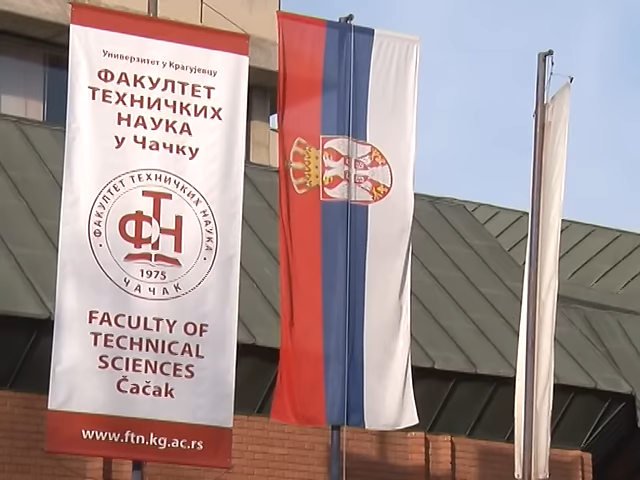 Универзитет у Крагујевцу
ФАКУЛТЕТ
ТЕХНИЧКИХ
НАУКА
у Чачку
ФАКУЛТЕТ ТЕХНИЧКИХ НАУКА
ФТН
1975
ЧАЧАК
FACULTY OF
TECHNICAL
SCIENCES
Čačak
www.ftn.kg.ac.rs